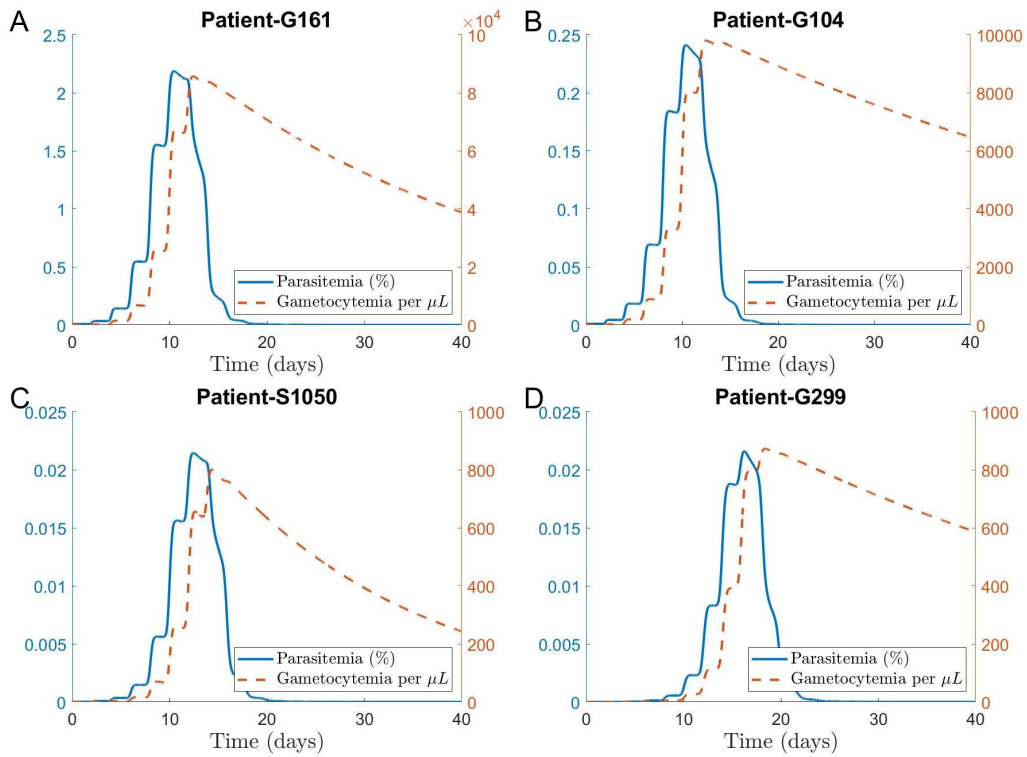 A
Patient-G161
×10⁴
2.5
2
1.5
1
0.5
0
10
8
6
4
2
0
Parasitemia (%)
Gametocytemia per μL
0 10 20 30 40
Time (days)
B
Patient-G104
0.25
0.2
0.15
0.1
0.05
0
10000
8000
6000
4000
2000
0
Parasitemia (%)
Gametocytemia per μL
0 10 20 30 40
Time (days)
C
Patient-S1050
0.025
0.02
0.015
0.01
0.005
0
1000
800
600
400
200
0
Parasitemia (%)
Gametocytemia per μL
0 10 20 30 40
Time (days)
D
Patient-G299
0.025
0.02
0.015
0.01
0.005
0
1000
800
600
400
200
0
Parasitemia (%)
Gametocytemia per μL
0 10 20 30 40
Time (days)